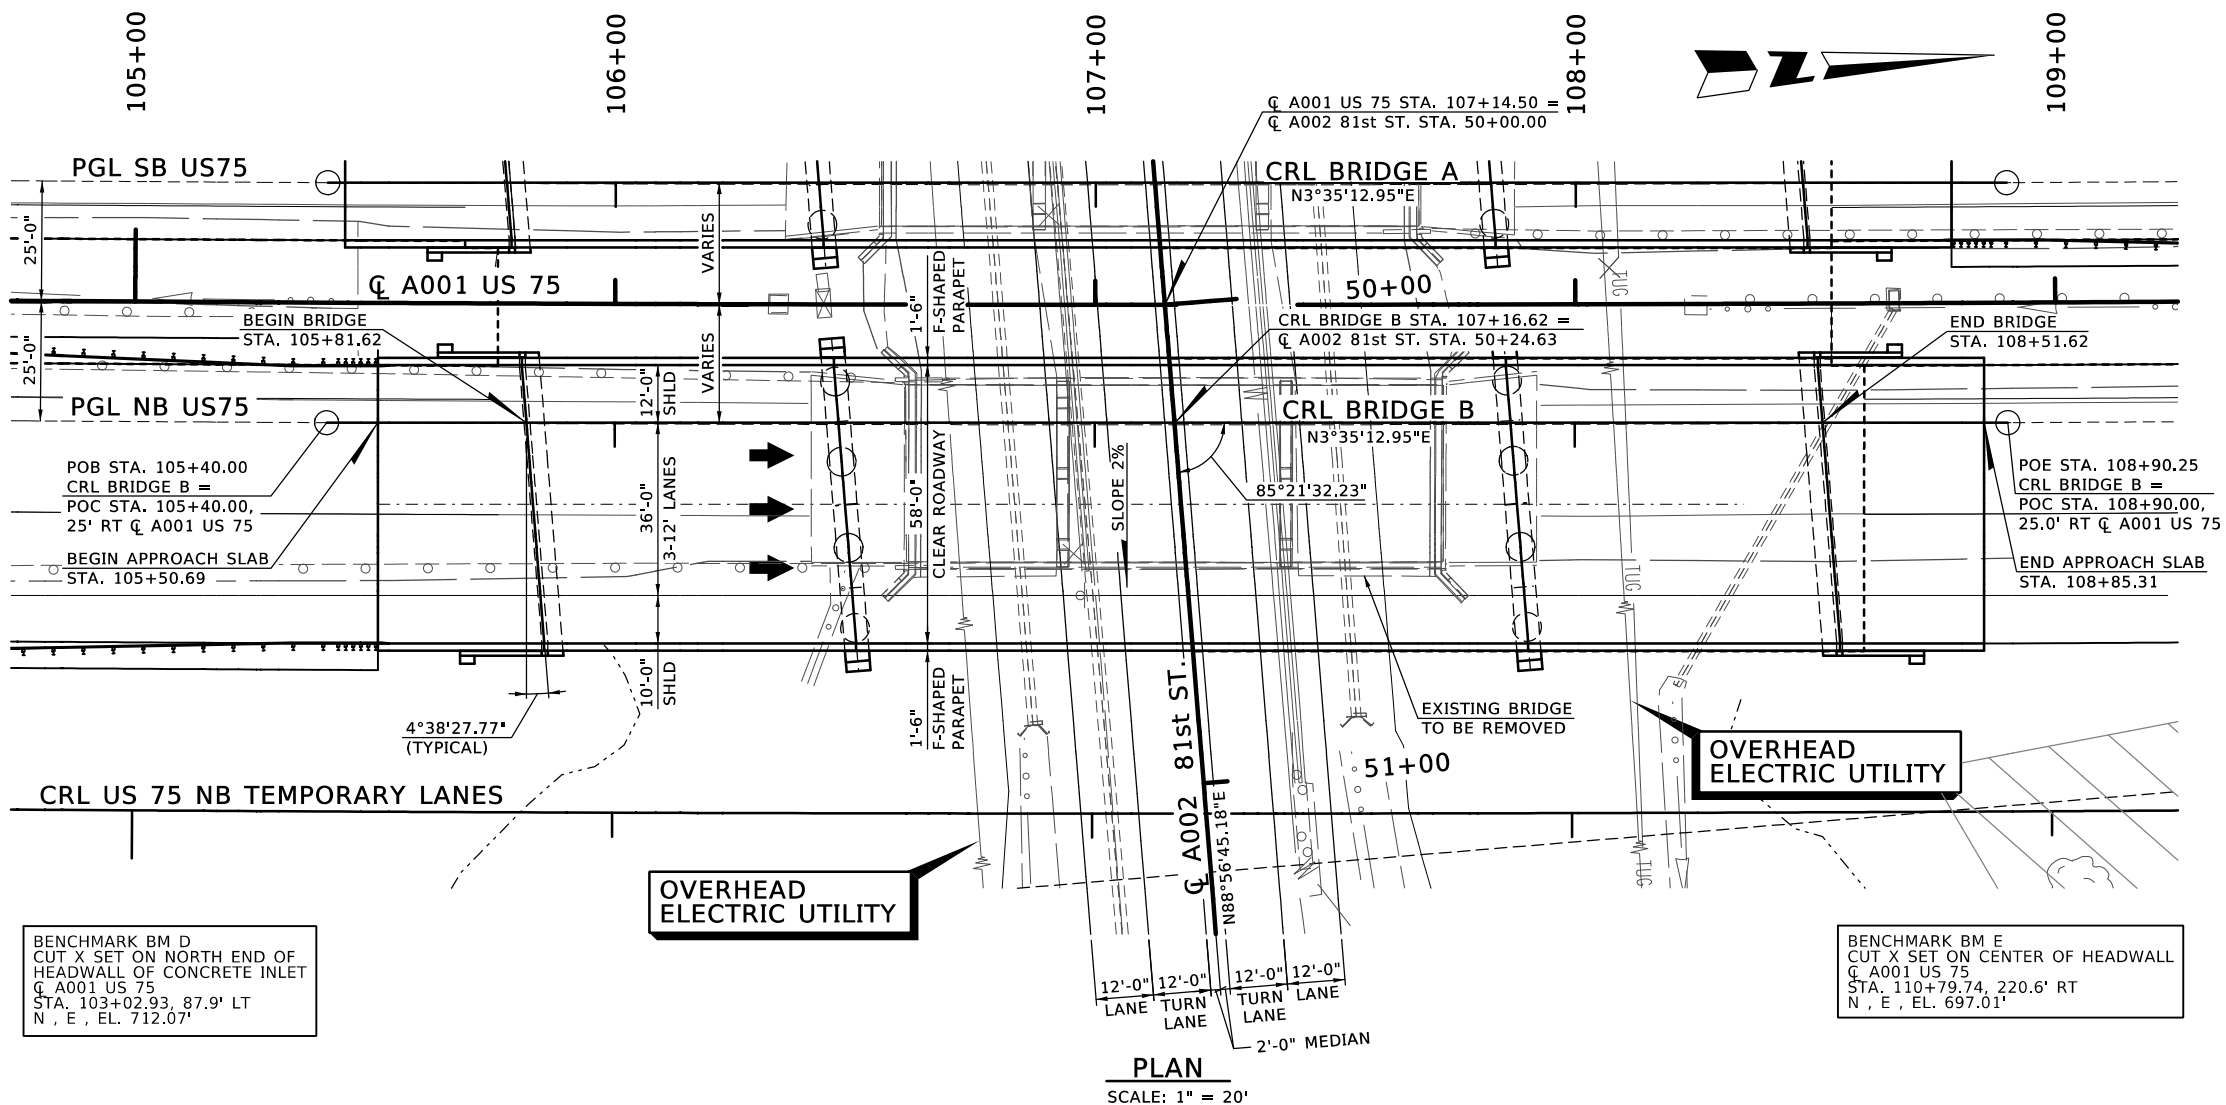 105+00
106+00
107+00
108+00
109+00
N
℄ A001 US 75 STA. 107+14.50 =
℄ A002 81st ST. STA. 50+00.00
PGL SB US75
CRL BRIDGE A
N3°35'12.95"E
25'-0"
VARIES
℄ A001 US 75
50+00
TUG
BEGIN BRIDGE
STA. 105+81.62
1'-6"
F-SHAPED
PARAPET
CRL BRIDGE B STA. 107+16.62 =
℄ A002 81st ST. STA. 50+24.63
END BRIDGE
STA. 108+51.62
25'-0"
VARIES
12'-0"
SHLD
PGL NB US75
CRL BRIDGE B
N3°35'12.95"E
POB STA. 105+40.00
CRL BRIDGE B =
POC STA. 105+40.00,
25' RT ℄ A001 US 75
BEGIN APPROACH SLAB
STA. 105+50.69
36'-0"
3-12' LANES
58'-0"
CLEAR ROADWAY
SLOPE 2%
85°21'32.23"
POE STA. 108+90.25
CRL BRIDGE B =
POC STA. 108+90.00,
25.0' RT ℄ A001 US 75
END APPROACH SLAB
STA. 108+85.31
TUG
10'-0"
SHLD
1'-6"
F-SHAPED
PARAPET
4°38'27.77"
(TYPICAL)
EXISTING BRIDGE
TO BE REMOVED
51+00
OVERHEAD
ELECTRIC UTILITY
CRL US 75 NB TEMPORARY LANES
℄ A002 81st ST.
N88°56'45.18"E
TUG
OVERHEAD
ELECTRIC UTILITY
BENCHMARK BM D
CUT X SET ON NORTH END OF
HEADWALL OF CONCRETE INLET
℄ A001 US 75
STA. 103+02.93, 87.9' LT
N , E , EL. 712.07'
BENCHMARK BM E
CUT X SET ON CENTER OF HEADWALL
℄ A001 US 75
STA. 110+79.74, 220.6' RT
N , E , EL. 697.01'
12'-0"
LANE
12'-0"
TURN
LANE
12'-0"
TURN
LANE
12'-0"
LANE
2'-0" MEDIAN
PLAN
SCALE: 1" = 20'